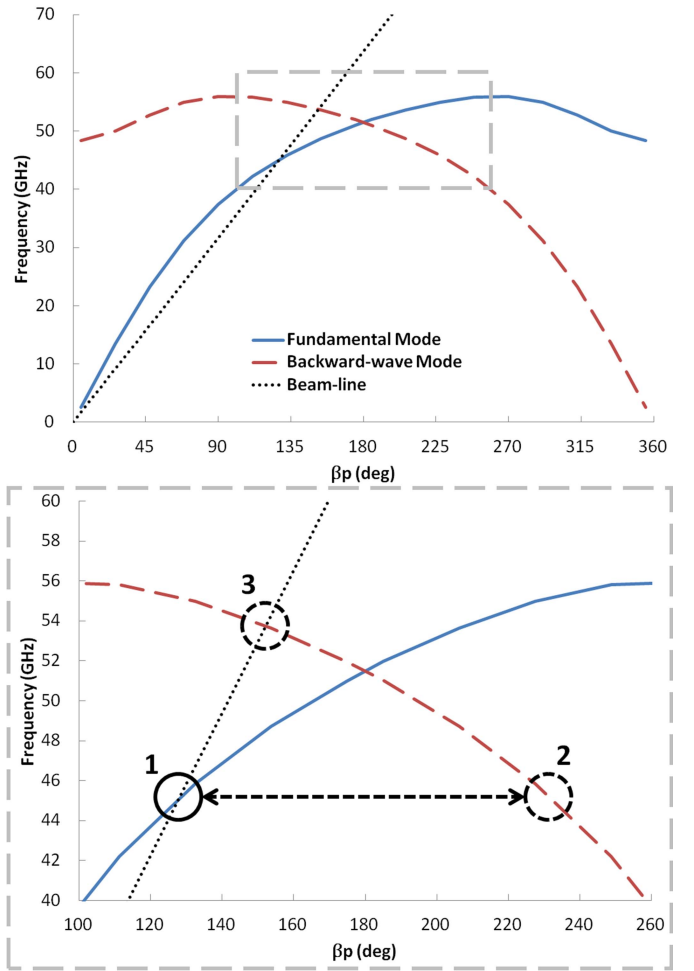 70
60
50
40
30
20
10
0
Frequency (GHz)
Fundamental Mode
Backward-wave Mode
Beam-line
0 45 90 135 180 225 270 315 360
βp (deg)
60
58
56
54
52
50
48
46
44
42
40
Frequency (GHz)
3
1
2
100 120 140 160 180 200 220 240 260
βp (deg)